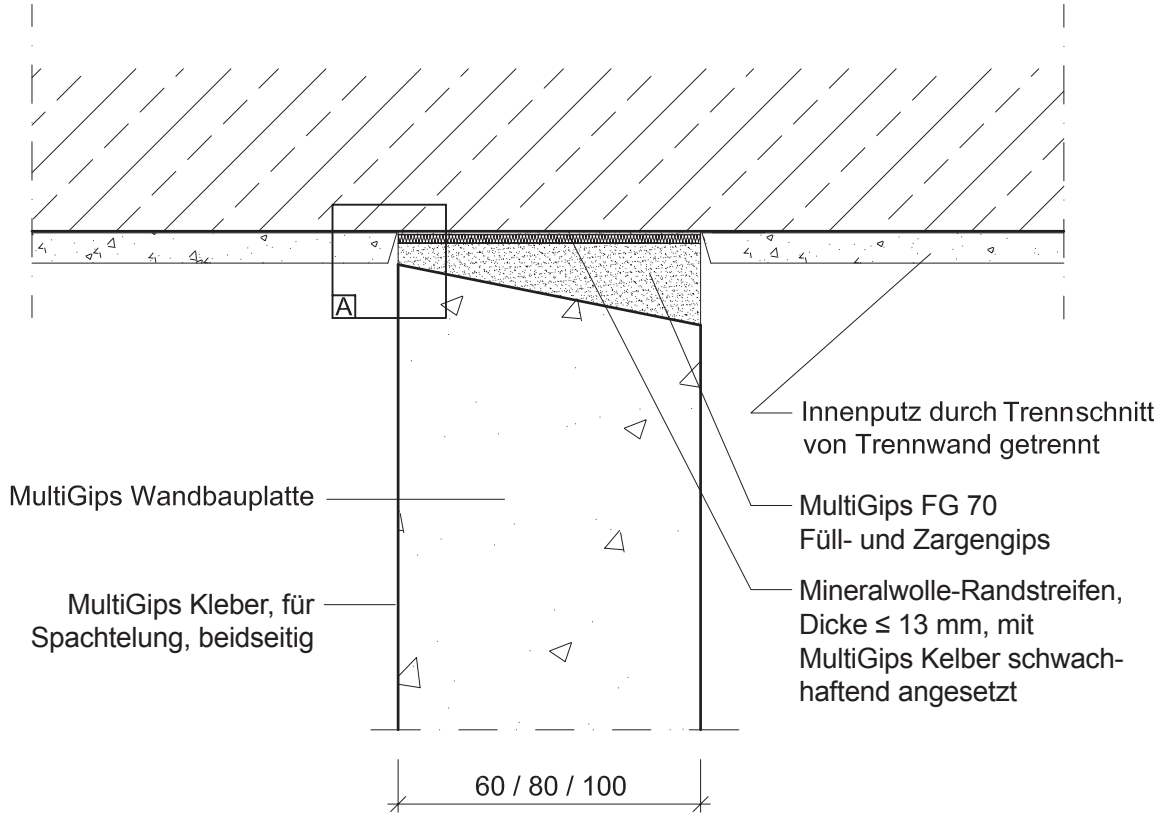 A
Innenputz durch Trennschnitt
von Trennwand getrennt
MultiGips Wandbauplatte
MultiGips FG 70
Füll- und Zargengips
MultiGips Kleber, für
Spachtelung, beidseitig
Mineralwolle-Randstreifen,
Dicke ≤ 13 mm, mit
MultiGips Kelber schwach-
haftend angesetzt
60 / 80 / 100